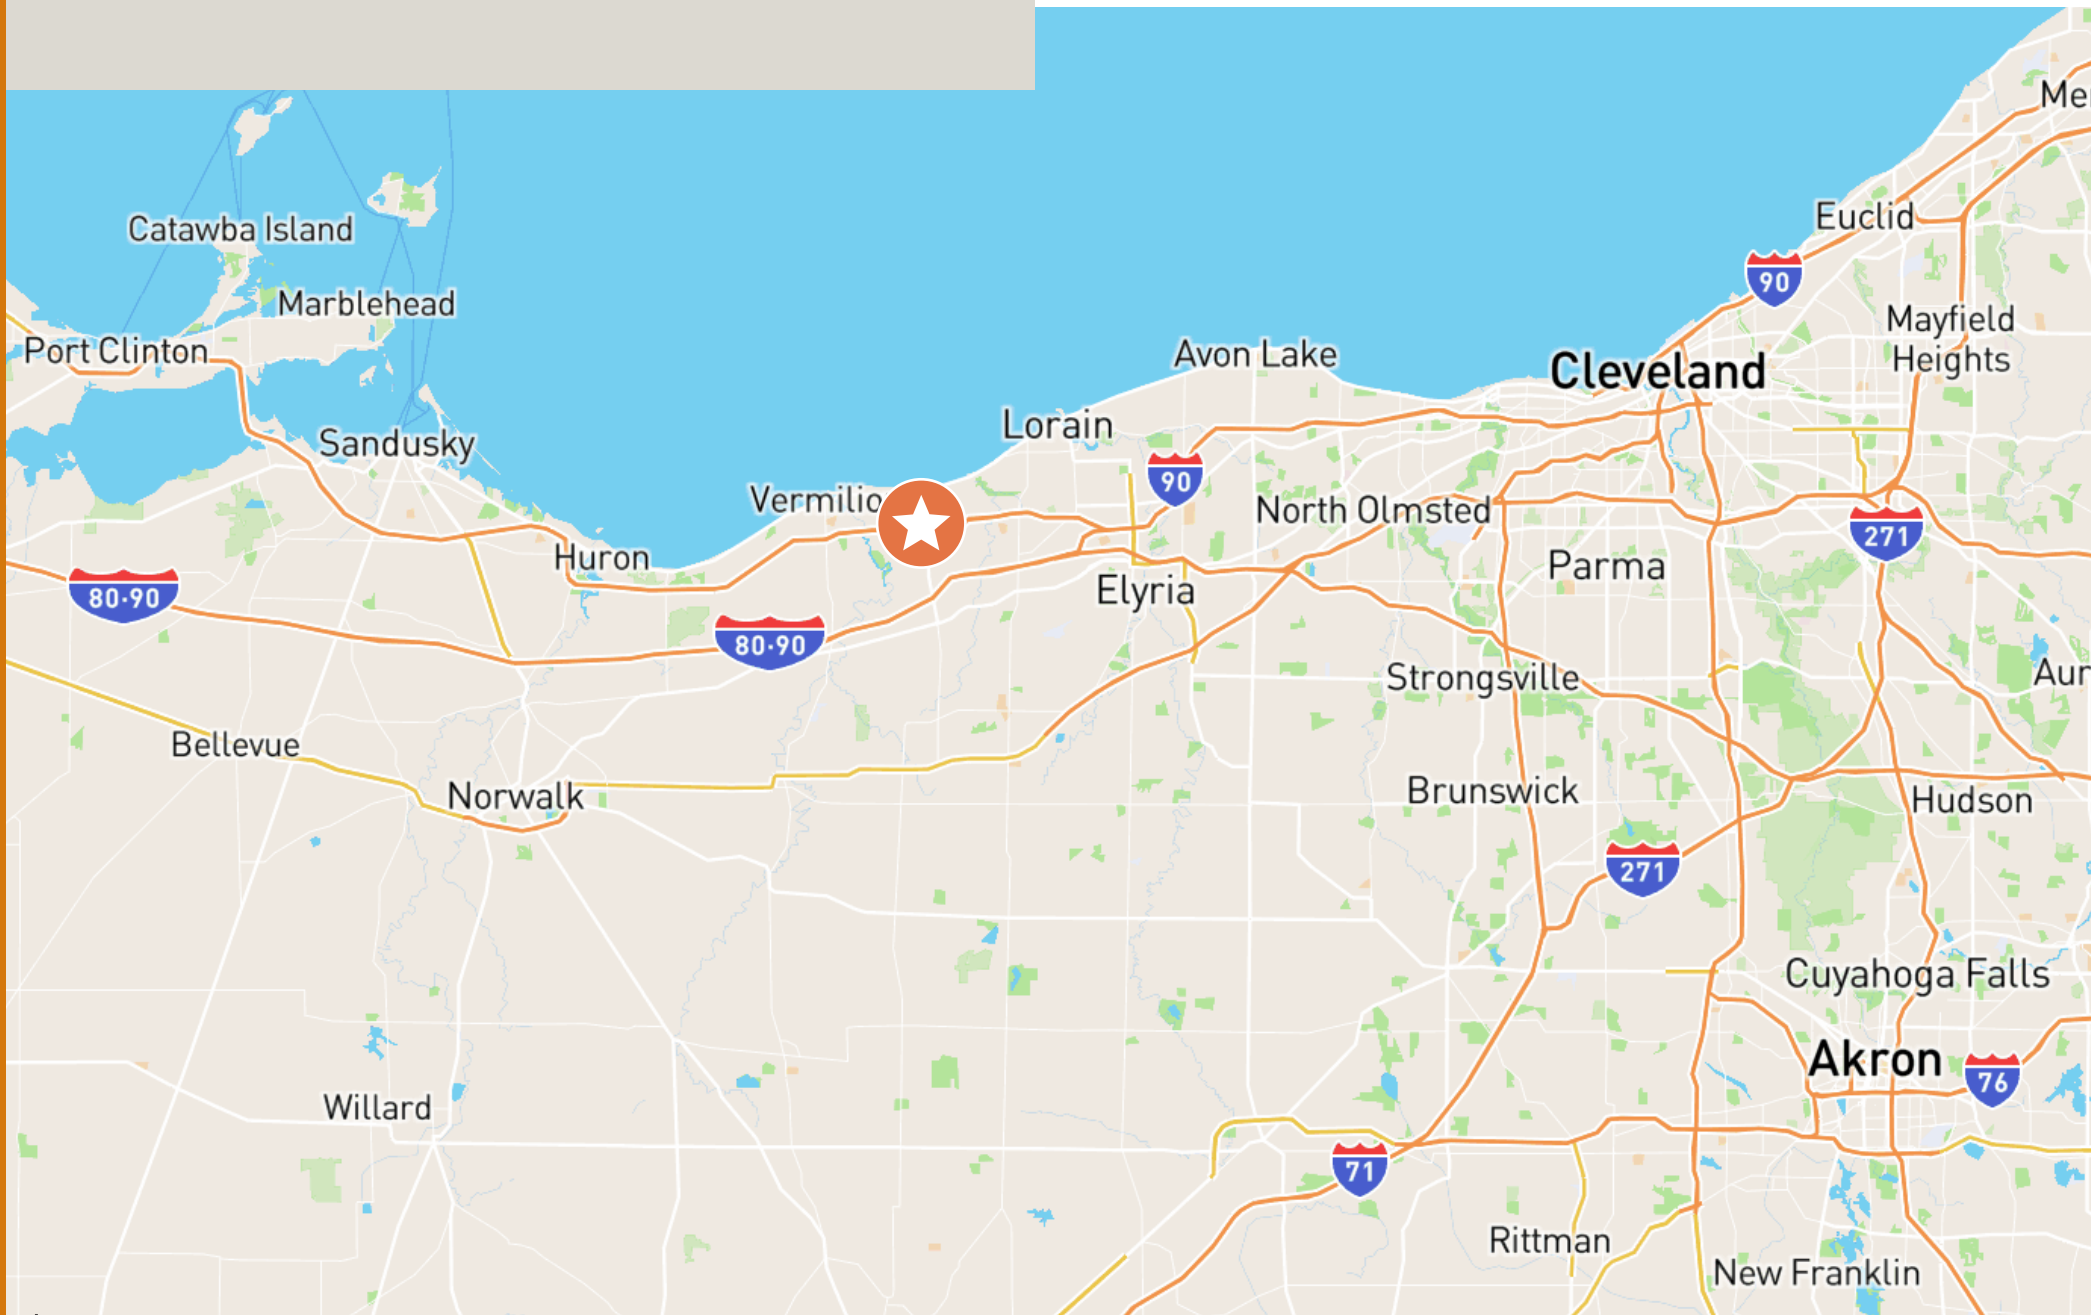 Me
Euclid
Catawba Island
90
Marblehead
Mayfield
Heights
Port Clinton
Avon Lake
Cleveland
Lorain
Sandusky
90
Vermilio
North Olmsted
271
Huron
Parma
80·90
Elyria
80·90
Strongsville
Aur
Bellevue
Norwalk
Brunswick
Hudson
271
Cuyahoga Falls
Akron
76
Willard
71
Rittman
New Franklin